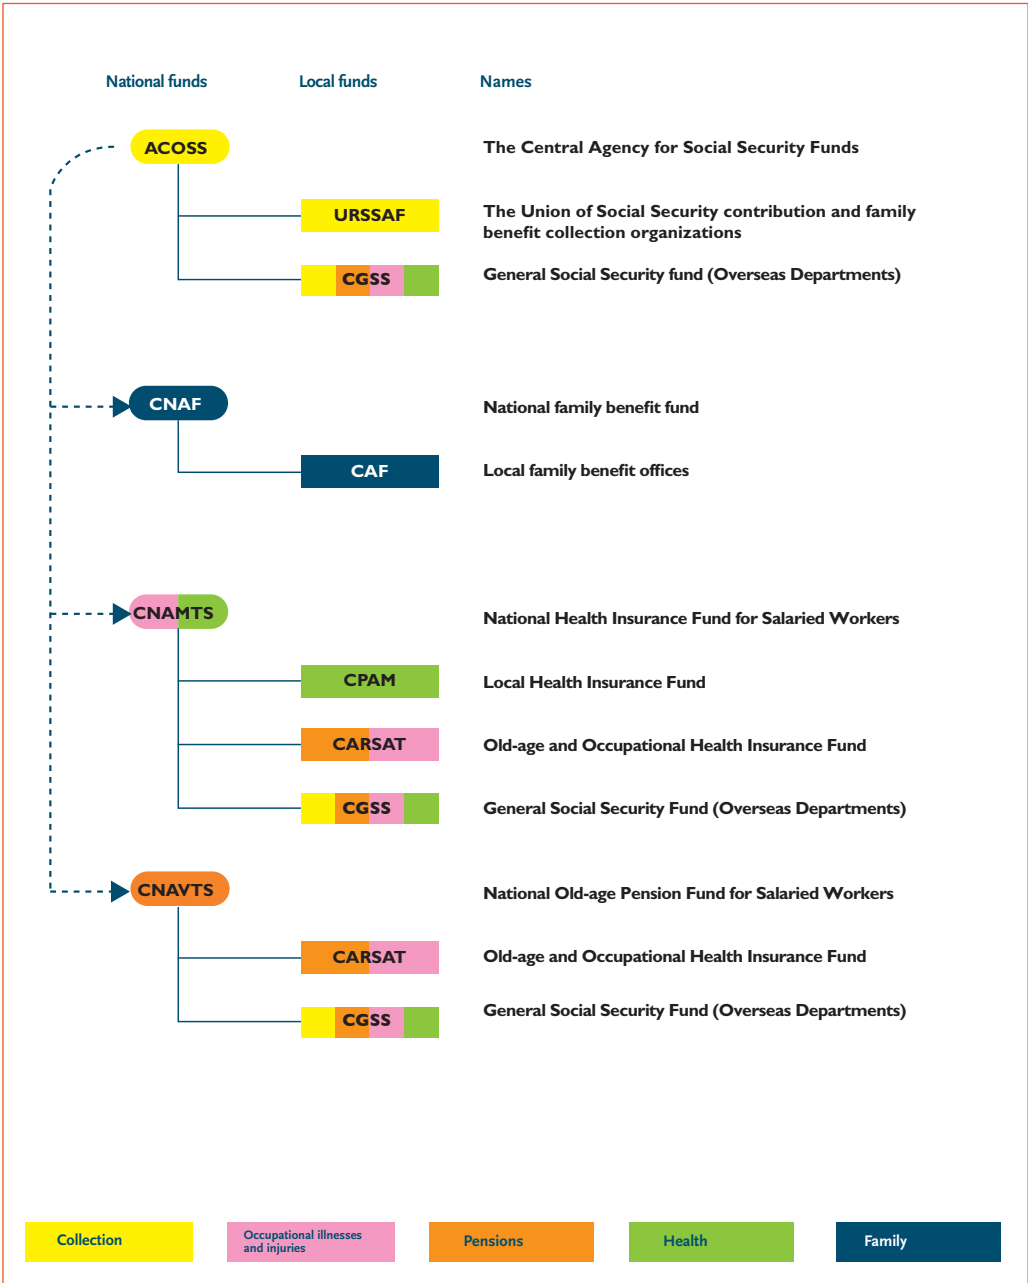 National funds Local funds Names
ACOSS The Central Agency for Social Security Funds
URSSAF The Union of Social Security contribution and family
benefit collection organizations
CGSS General Social Security fund (Overseas Departments)
CNAF National family benefit fund
CAF Local family benefit offices
CNAMTS National Health Insurance Fund for Salaried Workers
CPAM Local Health Insurance Fund
CARSAT Old-age and Occupational Health Insurance Fund
CGSS General Social Security Fund (Overseas Departments)
CNAVTS National Old-age Pension Fund for Salaried Workers
CARSAT Old-age and Occupational Health Insurance Fund
CGSS General Social Security Fund (Overseas Departments)
Collection
Occupational illnesses
and injuries
Pensions
Health
Family